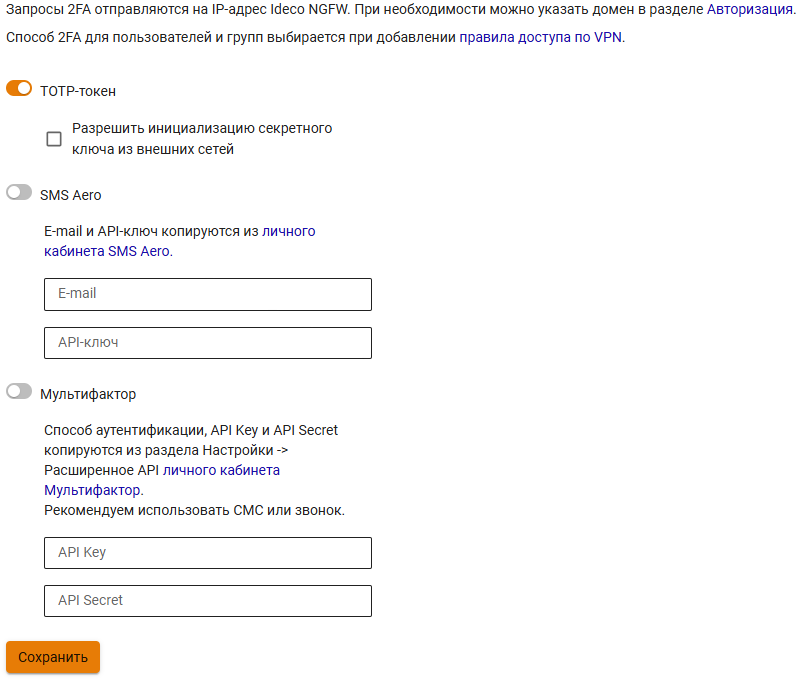 Запросы 2FA отправляются на IP-адрес Ideco NGFW. При необходимости можно указать домен в разделе Авторизация.
Способ 2FA для пользователей и групп выбирается при добавлении правила доступа по VPN.
TOTP-токен
Разрешить инициализацию секретного
ключа из внешних сетей
SMS Aero
E-mail и API-ключ копируются из личного
кабинета SMS Aero.
E-mail
API-ключ
Мультифактор
Способ аутентификации, API Key и API Secret
копируются из раздела Настройки ->
Расширенное API личного кабинета
Мультифактор.
Рекомендуем использовать СМС или звонок.
API Key
API Secret
Сохранить